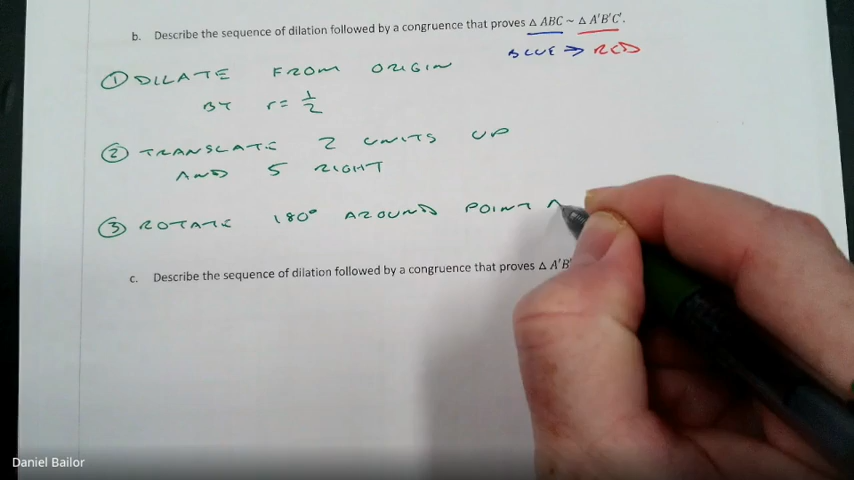 b. Describe the sequence of dilation followed by a congruence that proves △ ABC ~ △ A'B'C'.
BLUE ⇒ RED
① DILATE FROM ORIGIN
BY r = 1/2
② TRANSLATE 2 UNITS UP
AND 5 RIGHT
③ ROTATE 180° AROUND POINT
c. Describe the sequence of dilation followed by a congruence that proves △ A'B'
Daniel Bailor